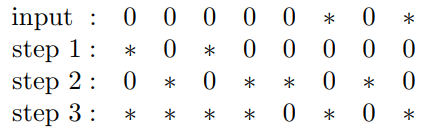 input : 0 0 0 0 0 * 0 *
step 1 : * 0 * 0 0 0 0 0
step 2 : 0 * 0 * * 0 * 0
step 3 : * * * * 0 * 0 *